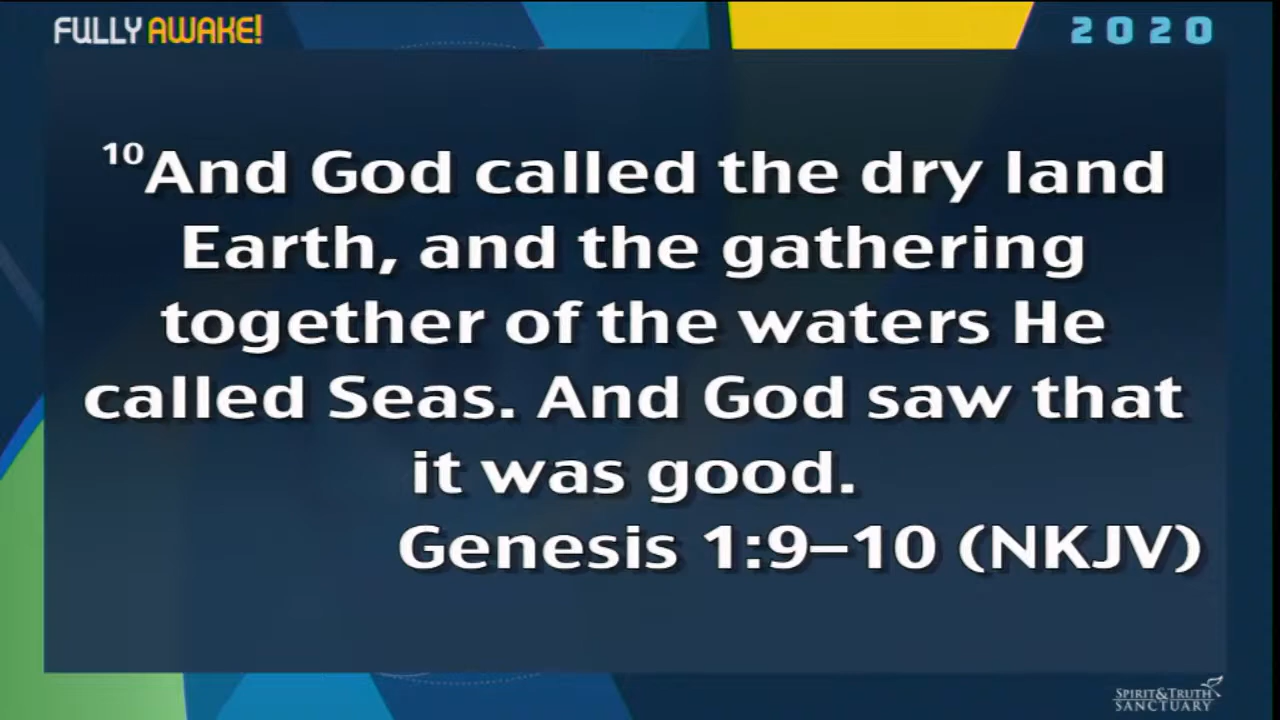 FULLY AWAKE!
2020
¹⁰And God called the dry land
Earth, and the gathering
together of the waters He
called Seas. And God saw that
it was good.
Genesis 1:9–10 (NKJV)
SPIRIT&TRUTH
SANCTUARY